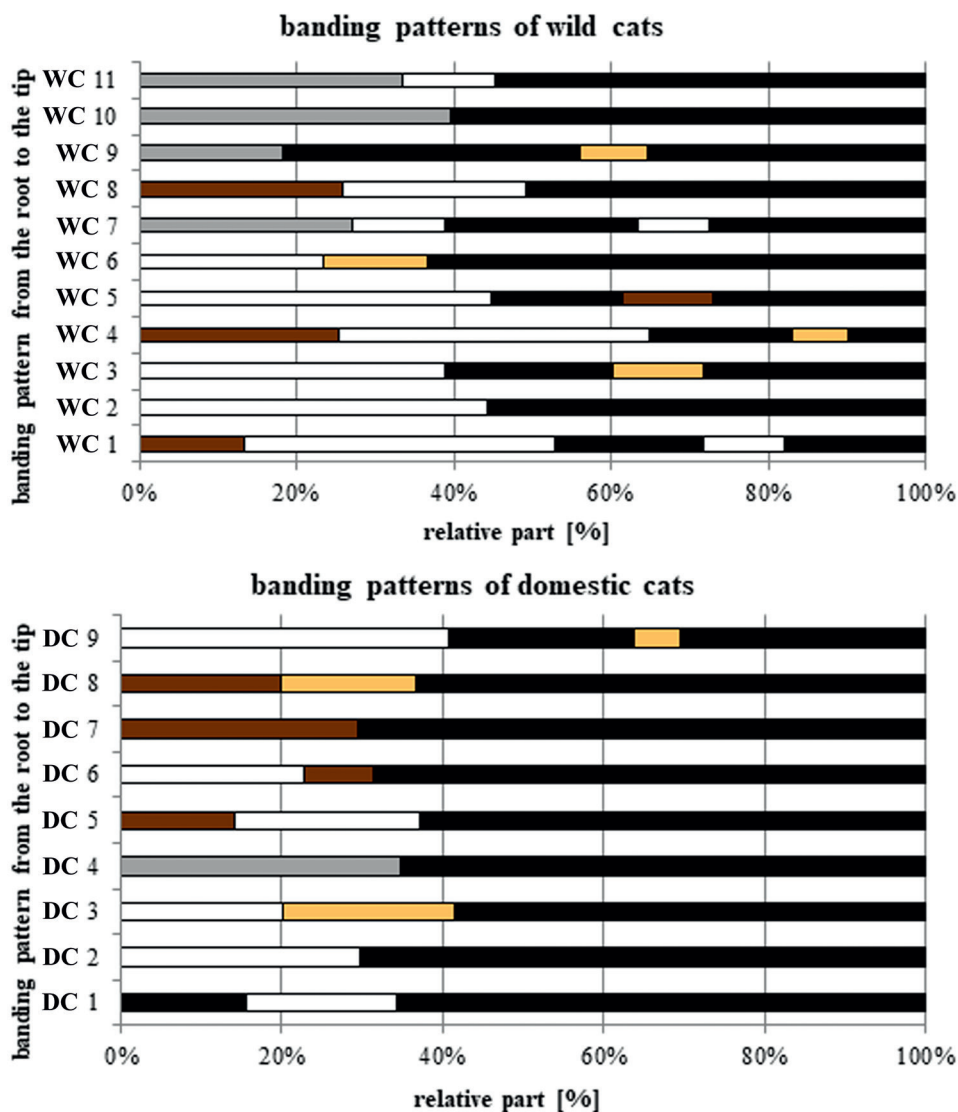 banding patterns of wild cats
banding pattern from the root to the tip
WC 11
WC 10
WC 9
WC 8
WC 7
WC 6
WC 5
WC 4
WC 3
WC 2
WC 1
0% 20% 40% 60% 80% 100%
relative part [%]
banding patterns of domestic cats
banding pattern from the root to the tip
DC 9
DC 8
DC 7
DC 6
DC 5
DC 4
DC 3
DC 2
DC 1
0% 20% 40% 60% 80% 100%
relative part [%]